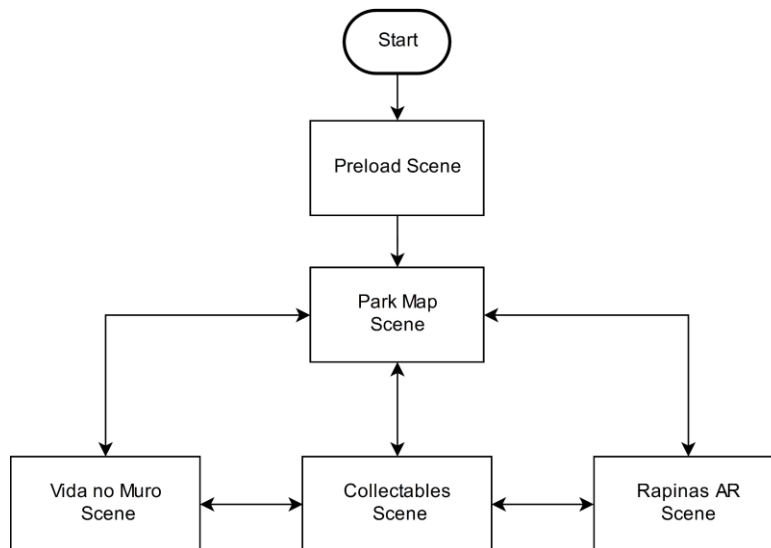 Start
Preload Scene
Park Map
Scene
Vida no Muro
Scene
Collectables
Scene
Rapinas AR
Scene